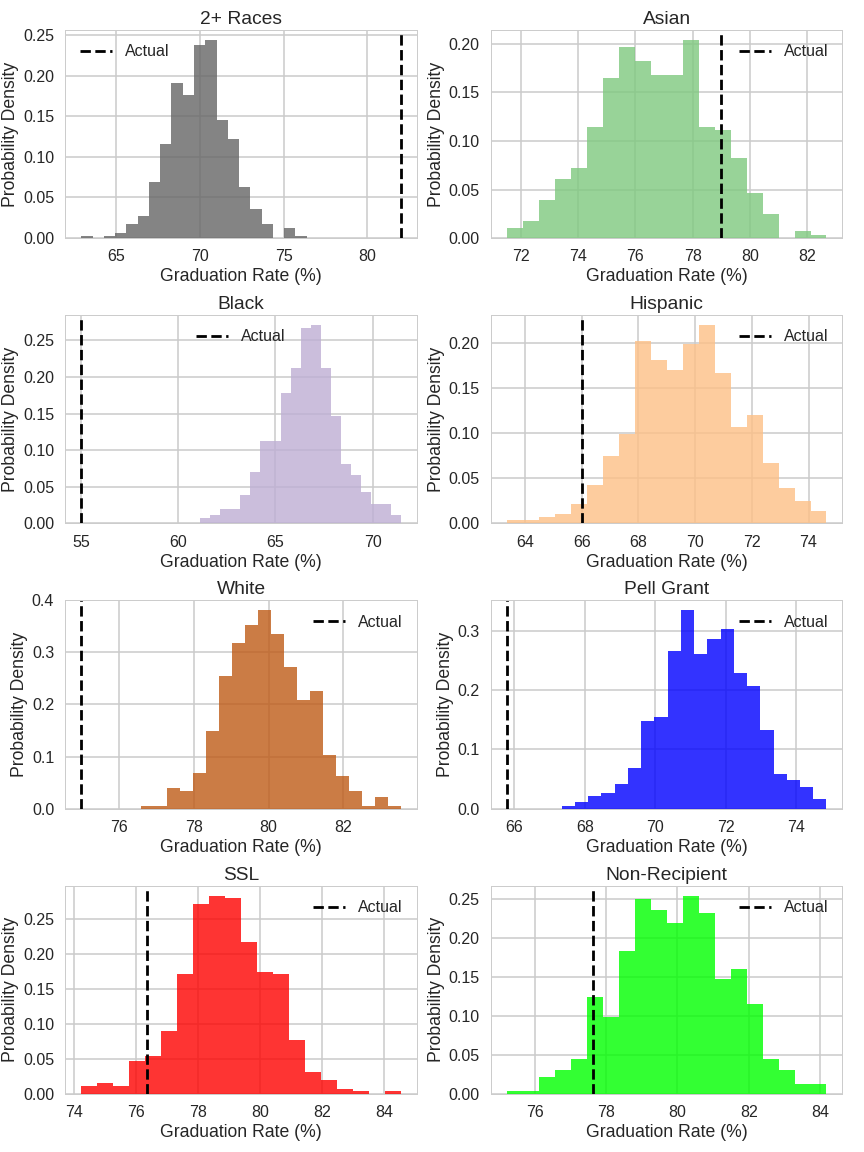 2+ Races
Probability Density
0.25
0.20
0.15
0.10
0.05
0.00
Actual
65 70 75 80
Graduation Rate (%)
Asian
Probability Density
0.20
0.15
0.10
0.05
0.00
Actual
72 74 76 78 80 82
Graduation Rate (%)
Black
Probability Density
0.25
0.20
0.15
0.10
0.05
0.00
Actual
55 60 65 70
Graduation Rate (%)
Hispanic
Probability Density
0.20
0.15
0.10
0.05
0.00
Actual
64 66 68 70 72 74
Graduation Rate (%)
White
Probability Density
0.4
0.3
0.2
0.1
0.0
Actual
76 78 80 82
Graduation Rate (%)
Pell Grant
Probability Density
0.3
0.2
0.1
0.0
Actual
66 68 70 72 74
Graduation Rate (%)
SSL
Probability Density
0.25
0.20
0.15
0.10
0.05
0.00
Actual
74 76 78 80 82 84
Graduation Rate (%)
Non-Recipient
Probability Density
0.25
0.20
0.15
0.10
0.05
0.00
Actual
76 78 80 82 84
Graduation Rate (%)